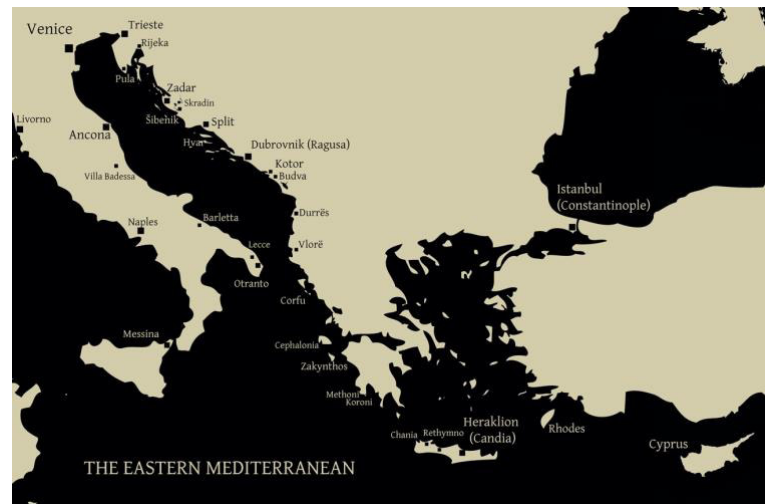 Venice
Trieste
Rijeka
Pula
Zadar
Skradin
Šibenik
Split
Livorno
Ancona
Hvar
Dubrovnik (Ragusa)
Villa Badessa
Kotor
Budva
Istanbul
(Constantinople)
Naples
Barletta
Durrës
Lecce
Vlorë
Otranto
Corfu
Messina
Cephalonia
Zakynthos
Methoni
Koroni
Chania
Rethymno
Heraklion
(Candia)
Rhodes
Cyprus
THE EASTERN MEDITERRANEAN